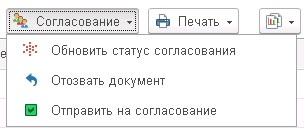 Согласование Печать
Обновить статус согласования
Отозвать документ
Отправить на согласование